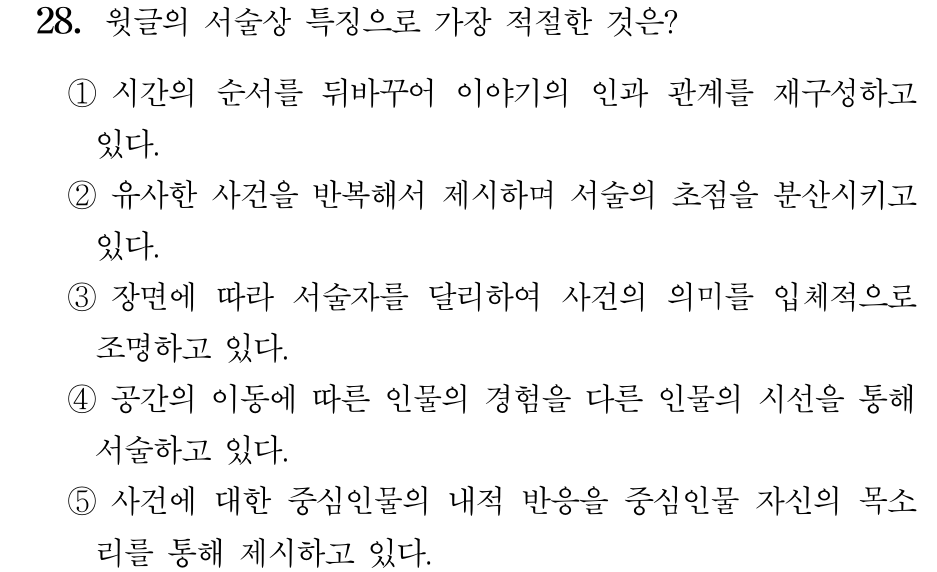 28. 윗글의 서술상 특징으로 가장 적절한 것은?
① 시간의 순서를 뒤바꾸어 이야기의 인과 관계를 재구성하고
있다.
② 유사한 사건을 반복해서 제시하며 서술의 초점을 분산시키고
있다.
③ 장면에 따라 서술자를 달리하여 사건의 의미를 입체적으로
조명하고 있다.
④ 공간의 이동에 따른 인물의 경험을 다른 인물의 시선을 통해
서술하고 있다.
⑤ 사건에 대한 중심인물의 내적 반응을 중심인물 자신의 목소
리를 통해 제시하고 있다.